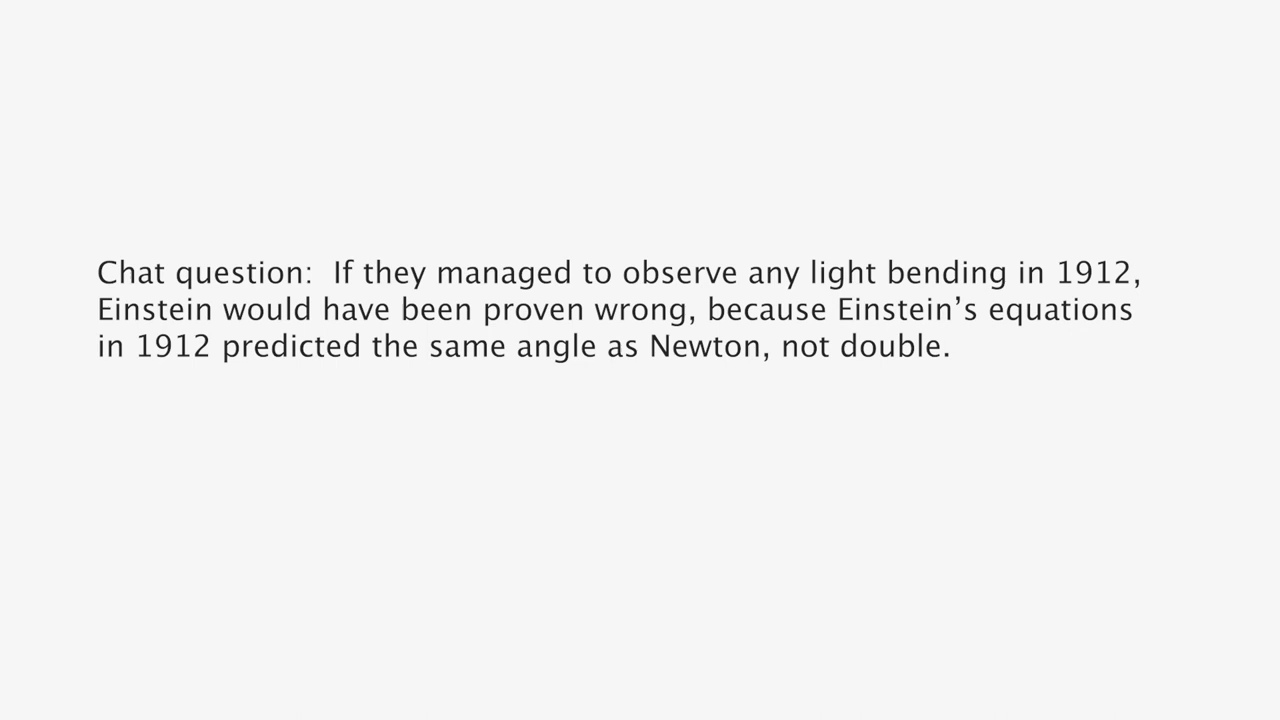 Chat question:  If they managed to observe any light bending in 1912,
Einstein would have been proven wrong, because Einstein’s equations
in 1912 predicted the same angle as Newton, not double.